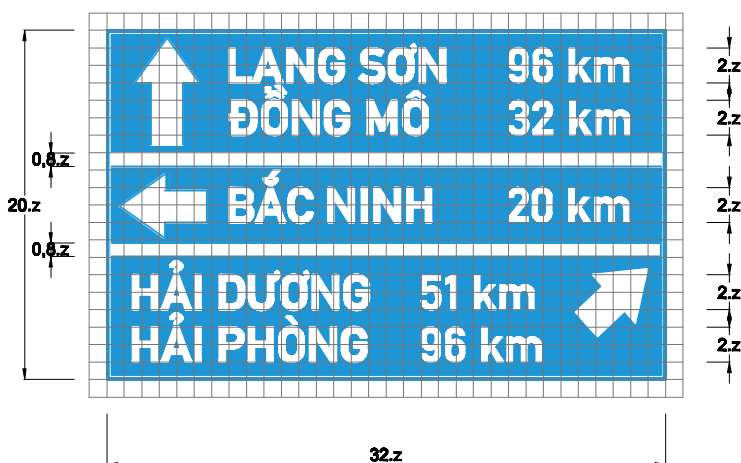 LẠNG SƠN 96 km
ĐỒNG MÔ 32 km
BẮC NINH 20 km
HẢI DƯƠNG 51 km
HẢI PHÒNG 96 km
20.z
0,8.z
0,8.z
2.z
2.z
2.z
2.z
2.z
32.z